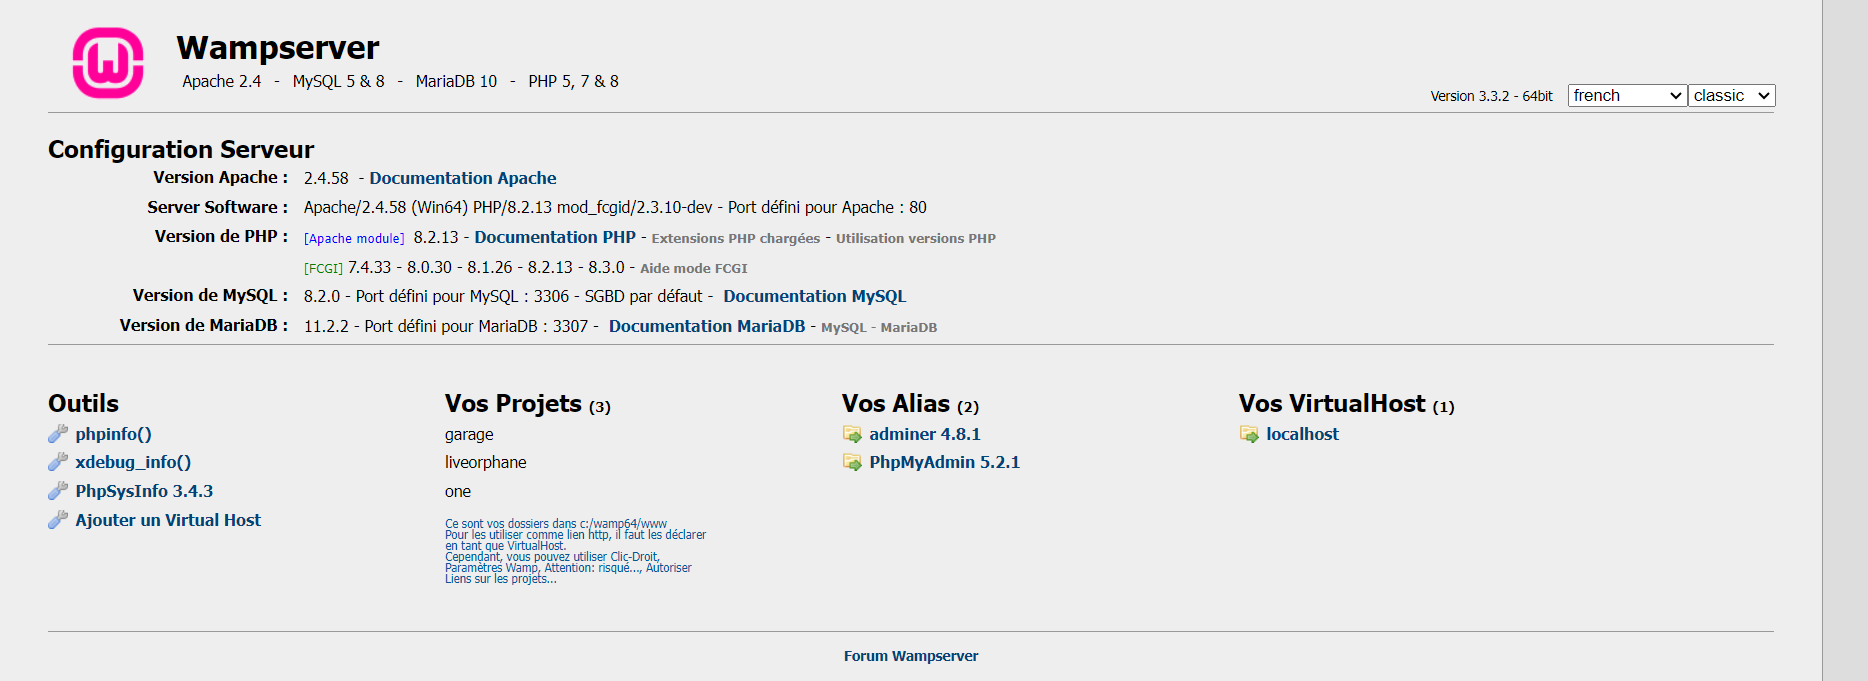 Wampserver
Apache 2.4 - MySQL 5 & 8 - MariaDB 10 - PHP 5, 7 & 8
Version 3.3.2 - 64bit french classic
Configuration Serveur
Version Apache : 2.4.58 - Documentation Apache
Server Software : Apache/2.4.58 (Win64) PHP/8.2.13 mod_fcgid/2.3.10-dev - Port défini pour Apache : 80
Version de PHP : [Apache module] 8.2.13 - Documentation PHP - Extensions PHP chargées - Utilisation versions PHP
[FCGI] 7.4.33 - 8.0.30 - 8.1.26 - 8.2.13 - 8.3.0 - Aide mode FCGI
Version de MySQL : 8.2.0 - Port défini pour MySQL : 3306 - SGBD par défaut - Documentation MySQL
Version de MariaDB : 11.2.2 - Port défini pour MariaDB : 3307 - Documentation MariaDB - MySQL - MariaDB
Outils
phpinfo()
xdebug_info()
PhpSysInfo 3.4.3
Ajouter un Virtual Host
Vos Projets (3)
garage
liveorphane
one
Ce sont vos dossiers dans c:/wamp64/www
Pour les utiliser comme lien http, il faut les déclarer
en tant que VirtualHost.
Cependant, vous pouvez utiliser Clic-Droit,
Paramètres Wamp, Attention: risqué..., Autoriser
Liens sur les projets...
Vos Alias (2)
adminer 4.8.1
PhpMyAdmin 5.2.1
Vos VirtualHost (1)
localhost
Forum Wampserver